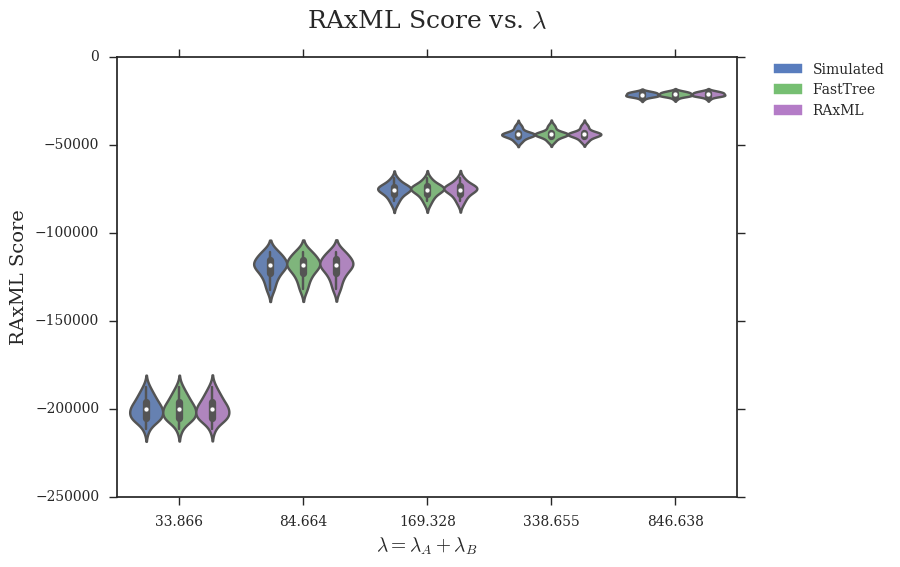 RAxML Score vs. λ
0
−50000
−100000
−150000
−200000
−250000
RAxML Score
33.866 84.664 169.328 338.655 846.638
λ = λ_A + λ_B
Simulated
FastTree
RAxML